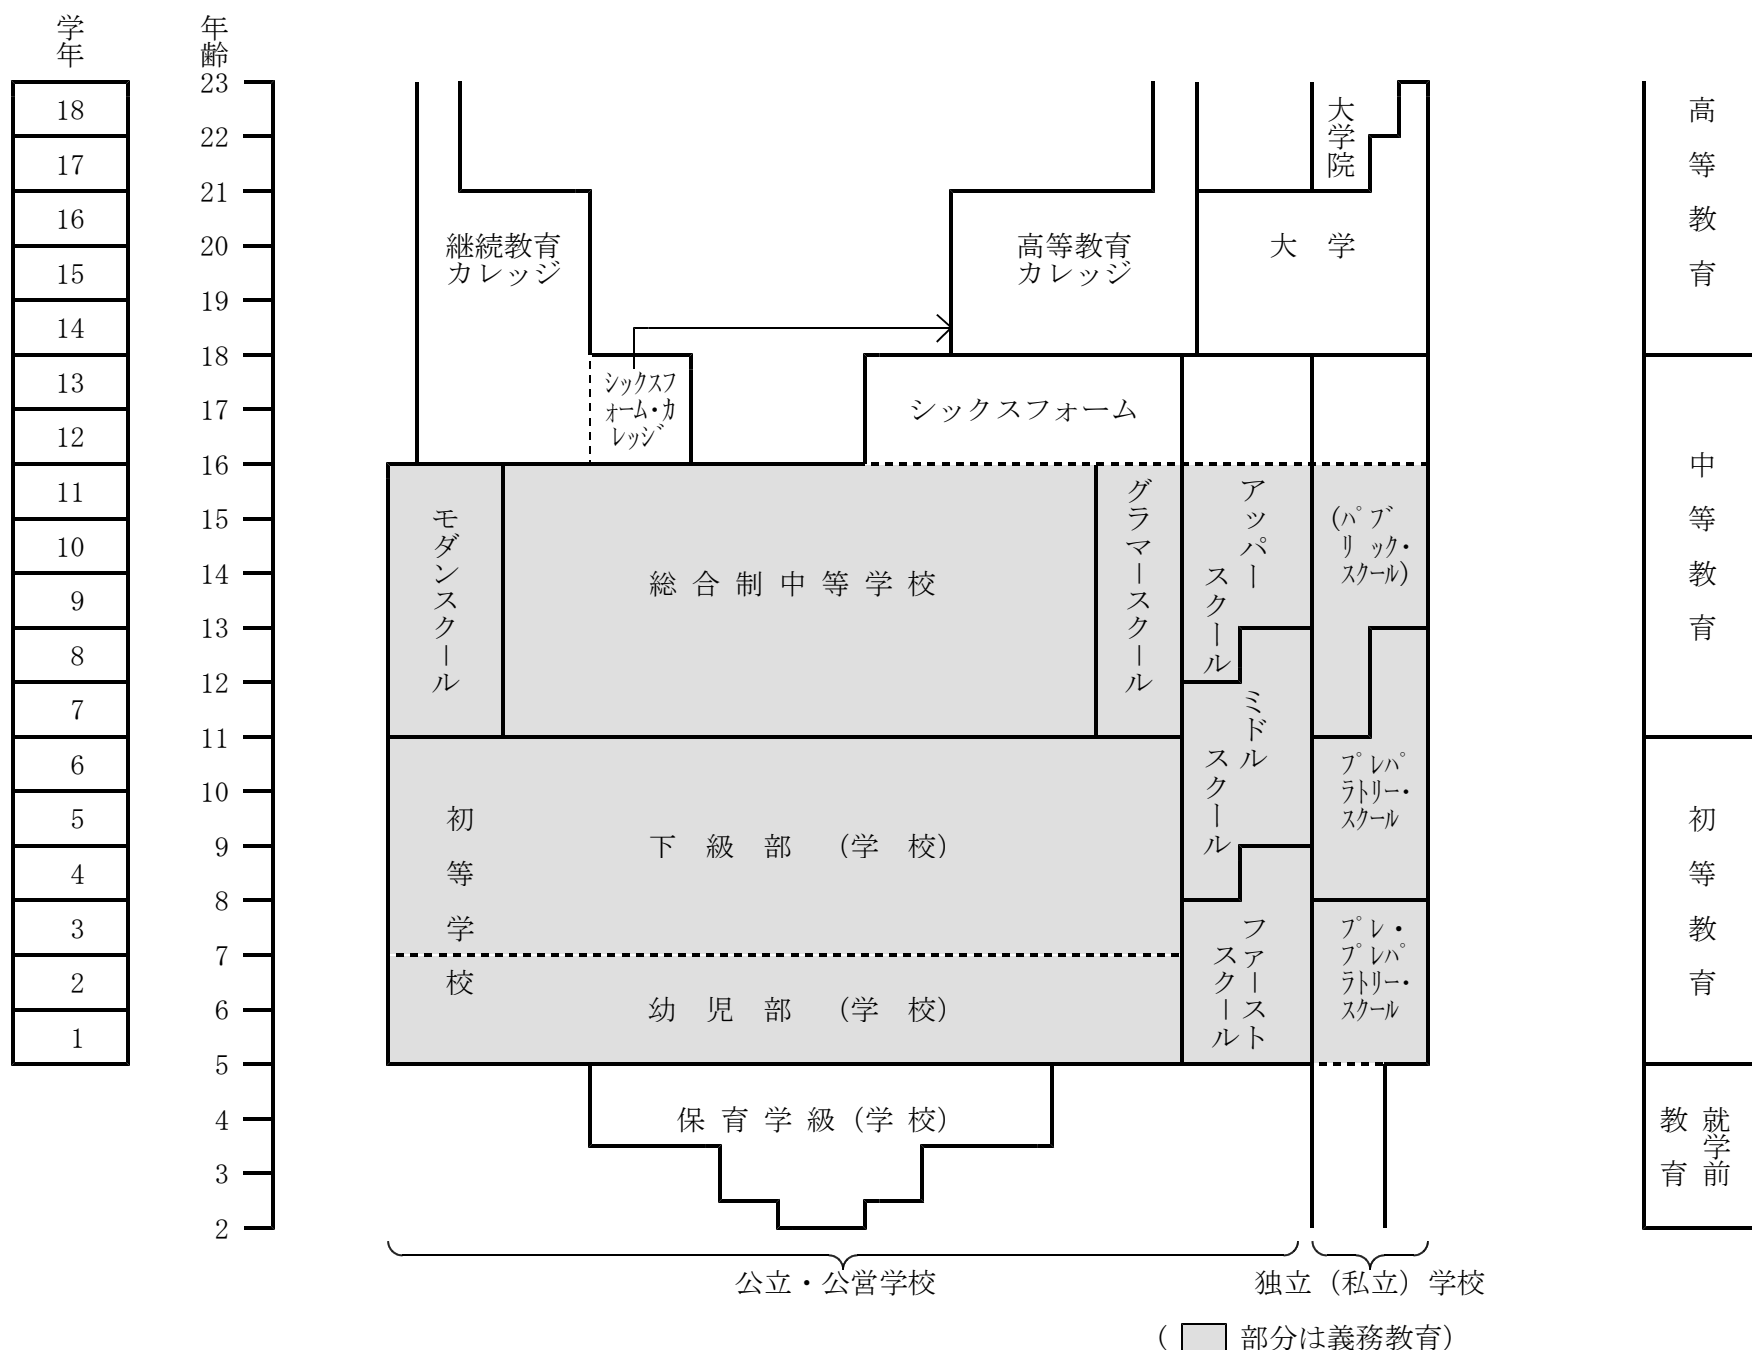 学年
年齢
23
18
22
17
21
16
20
15
19
14
18
13
17
12
16
11
15
10
14
9
13
8
12
7
11
6
10
5
9
4
8
3
7
2
6
1
5
4
3
2
継続教育
カレッジ
高等教育
カレッジ
大 学
大学院
シックスフ
ォーム・カ
レッジ
シックスフォーム
モダンスクール
総合制中等学校
グラマースクール
アッパー
スクール
(パブ
リック・
スクール)
ミドル
スクール
プレパ
ラトリー・
スクール
初等学校
下級部 (学 校)
幼児部 (学 校)
ファースト
スクール
プレ・
プレパ
ラトリー・
スクール
保育学級(学校)
高等教育
中等教育
初等教育
就学前
教育
公立・公営学校
独立(私立)学校
( 部分は義務教育)